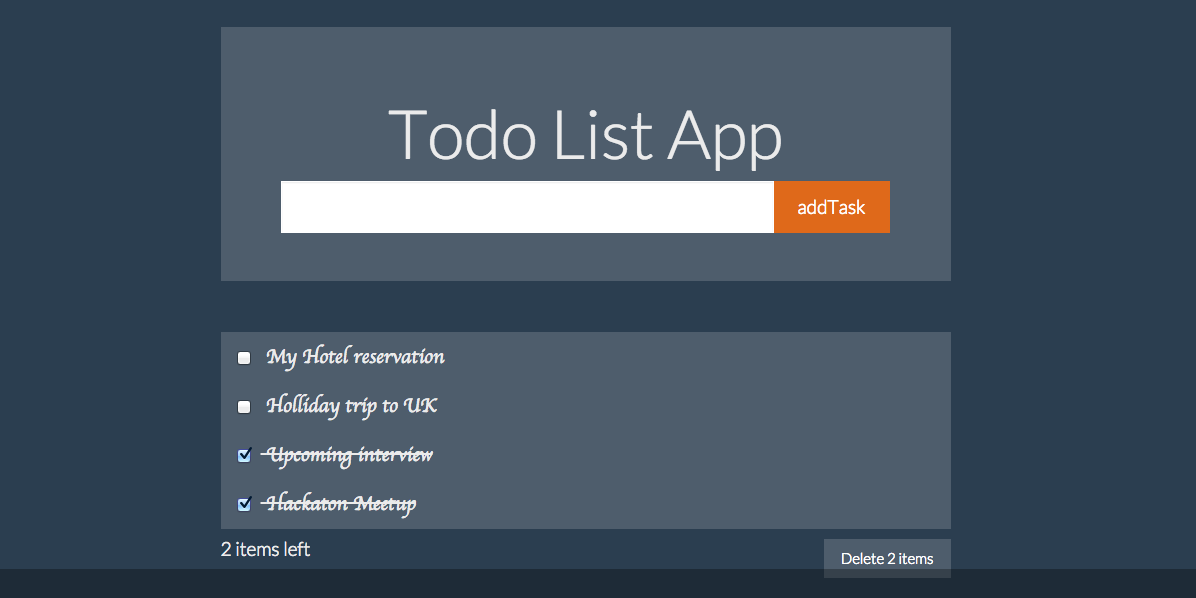 Todo List App
addTask
My Hotel reservation
Holliday trip to UK
Upcoming interview
Hackaton Meetup
2 items left
Delete 2 items